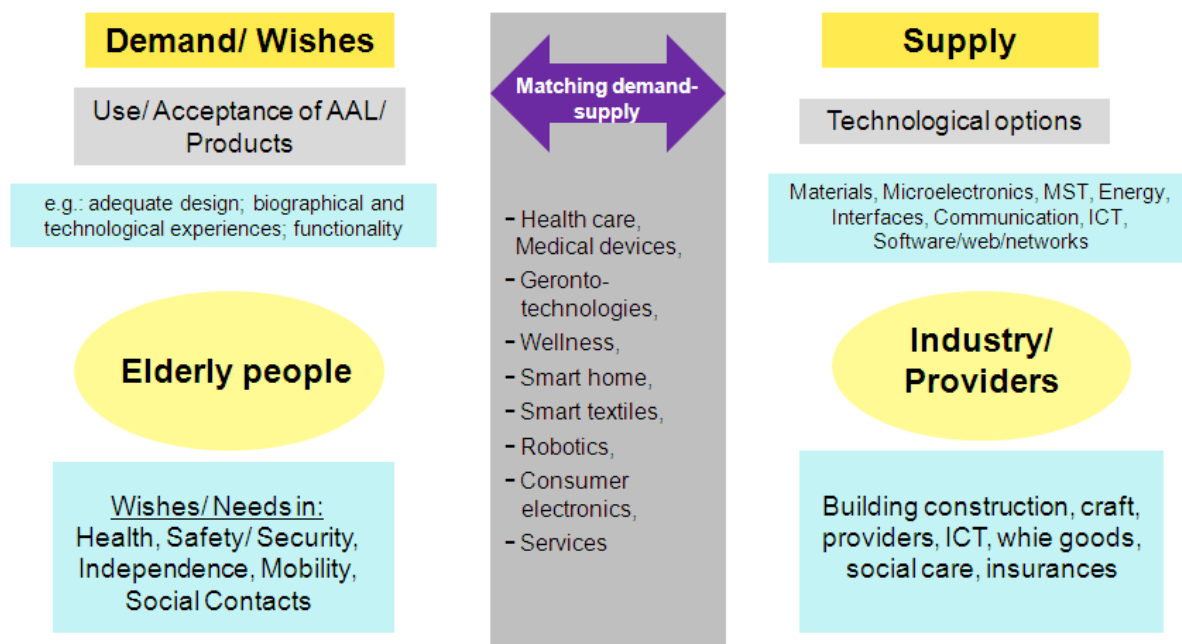 Demand/ Wishes
Use/ Acceptance of AAL/
Products
e.g.: adequate design; biographical and
technological experiences; functionality
Elderly people
Wishes/ Needs in:
Health, Safety/ Security,
Independence, Mobility,
Social Contacts
Matching demand-
supply
- Health care,
Medical devices,
- Geronto-
technologies,
- Wellness,
- Smart home,
- Smart textiles,
- Robotics,
- Consumer
electronics,
- Services
Supply
Technological options
Materials, Microelectronics, MST, Energy,
Interfaces, Communication, ICT,
Software/web/networks
Industry/
Providers
Building construction, craft,
providers, ICT, whie goods,
social care, insurances